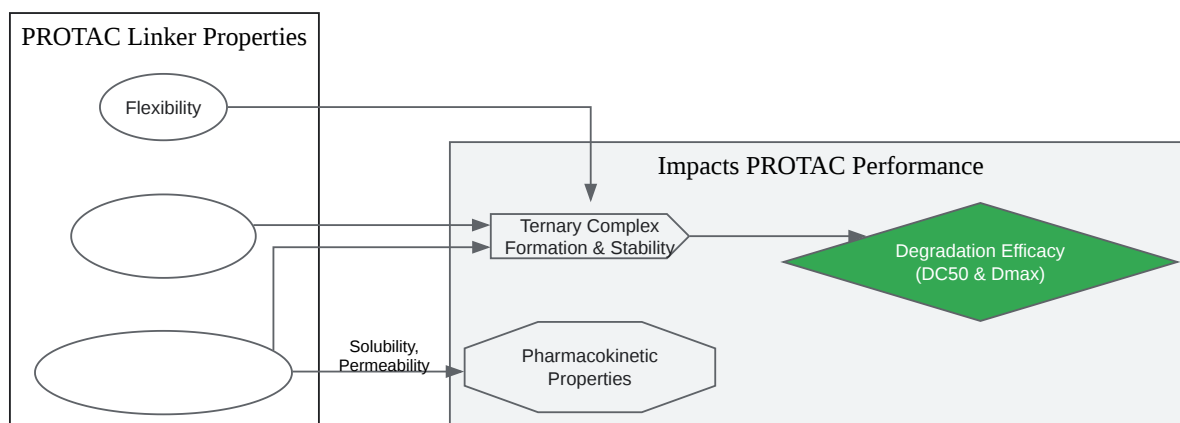 PROTAC Linker Properties
Flexibility
Impacts PROTAC Performance
Ternary Complex
Formation & Stability
Degradation Efficacy
(DC50 & Dmax)
Solubility,
Permeability
Pharmacokinetic
Properties